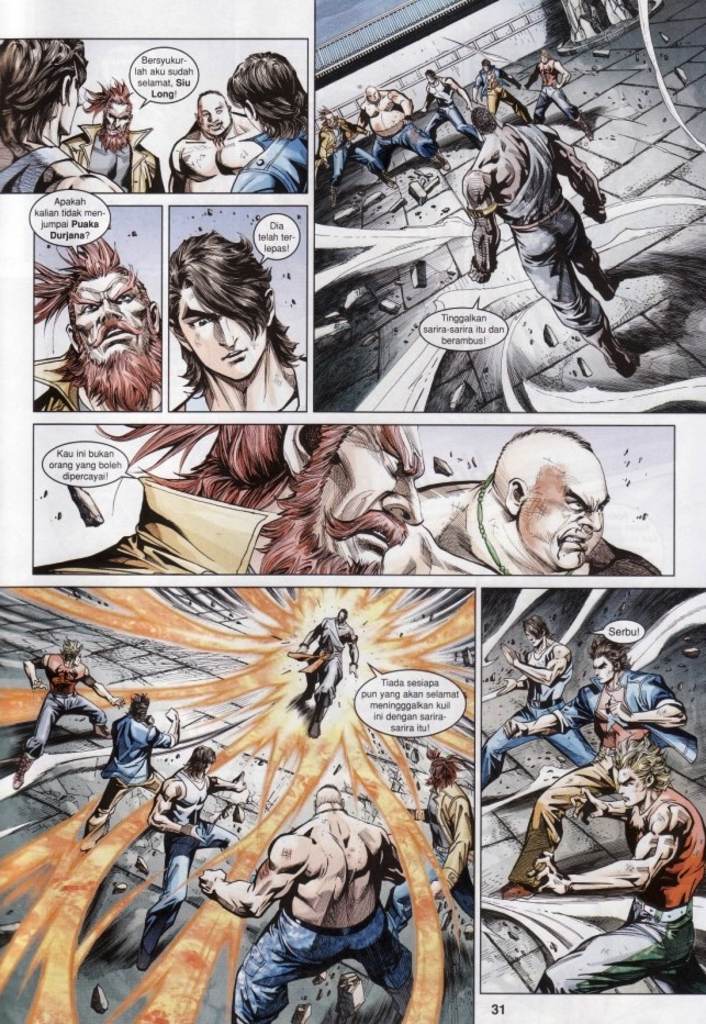 Bersyukur-
lah aku sudah
selamat, Siu
Long!
Apakah
kalian tidak men-
jumpai Puaka
Durjana?
Dia
telah ter-
lepas!
Tinggalkan
sarira-sarira itu dan
berambus!
Kau ini bukan
orang yang boleh
dipercayai!
Tiada sesiapa
pun yang akan selamat
meningggalkan kuil
ini dengan sarira-
sarira itu!
Serbu!
31